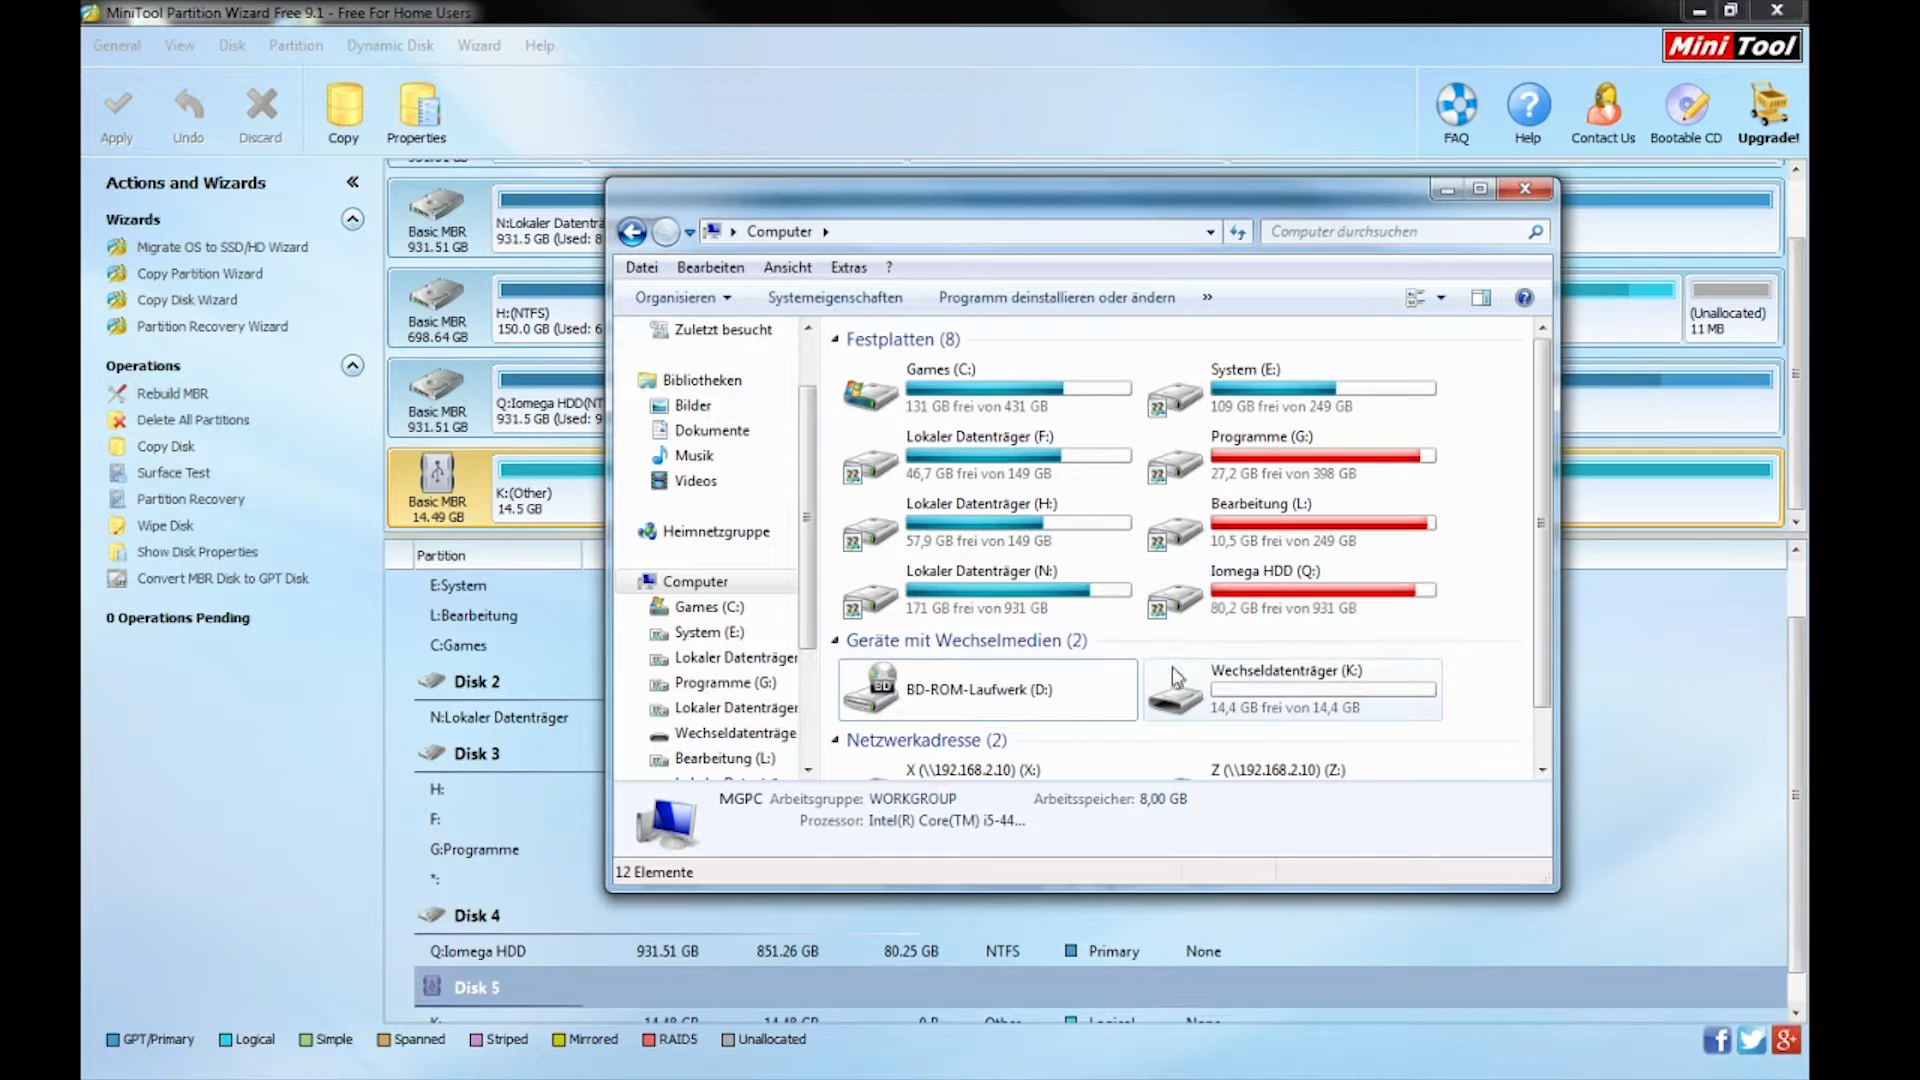 MiniTool Partition Wizard Free 9.1 - Free For Home Users
General View Disk Partition Dynamic Disk Wizard Help
Mini Tool
Apply Undo Discard Copy Properties FAQ Help Contact Us Bootable CD Upgrade!
Actions and Wizards
Wizards
Migrate OS to SSD/HD Wizard
Copy Partition Wizard
Copy Disk Wizard
Partition Recovery Wizard
Operations
Rebuild MBR
Delete All Partitions
Copy Disk
Surface Test
Partition Recovery
Wipe Disk
Show Disk Properties
Convert MBR Disk to GPT Disk
0 Operations Pending
Basic MBR
931.51 GB
N:Lokaler Datenträ
931.5 GB (Used: 8
Basic MBR
698.64 GB
H:(NTFS)
150.0 GB (Used: 6
(Unallocated)
11 MB
Basic MBR
931.51 GB
Q:Iomega HDD(NT
931.5 GB (Used: 9
Basic MBR
14.49 GB
K:(Other)
14.5 GB
Partition
E:System
L:Bearbeitung
C:Games
Disk 2
N:Lokaler Datenträger
Disk 3
H:
F:
G:Programme
*:
Disk 4
Q:Iomega HDD 931.51 GB 851.26 GB 80.25 GB NTFS Primary None
Disk 5
Computer
Computer durchsuchen
Datei Bearbeiten Ansicht Extras ?
Organisieren Systemeigenschaften Programm deinstallieren oder ändern »
Zuletzt besucht
Bibliotheken
Bilder
Dokumente
Musik
Videos
Heimnetzgruppe
Computer
Games (C:)
System (E:)
Lokaler Datenträger
Programme (G:)
Lokaler Datenträger
Wechseldatenträge
Bearbeitung (L:)
Festplatten (8)
Games (C:)
131 GB frei von 431 GB
System (E:)
109 GB frei von 249 GB
Lokaler Datenträger (F:)
46,7 GB frei von 149 GB
Programme (G:)
27,2 GB frei von 398 GB
Lokaler Datenträger (H:)
57,9 GB frei von 149 GB
Bearbeitung (L:)
10,5 GB frei von 249 GB
Lokaler Datenträger (N:)
171 GB frei von 931 GB
Iomega HDD (Q:)
80,2 GB frei von 931 GB
Geräte mit Wechselmedien (2)
BD-ROM-Laufwerk (D:)
Wechseldatenträger (K:)
14,4 GB frei von 14,4 GB
Netzwerkadresse (2)
X (\\192.168.2.10) (X:)
Z (\\192.168.2.10) (Z:)
MGPC Arbeitsgruppe: WORKGROUP Arbeitsspeicher: 8,00 GB
Prozessor: Intel(R) Core(TM) i5-44...
12 Elemente
GPT/Primary Logical Simple Spanned Striped Mirrored RAID5 Unallocated